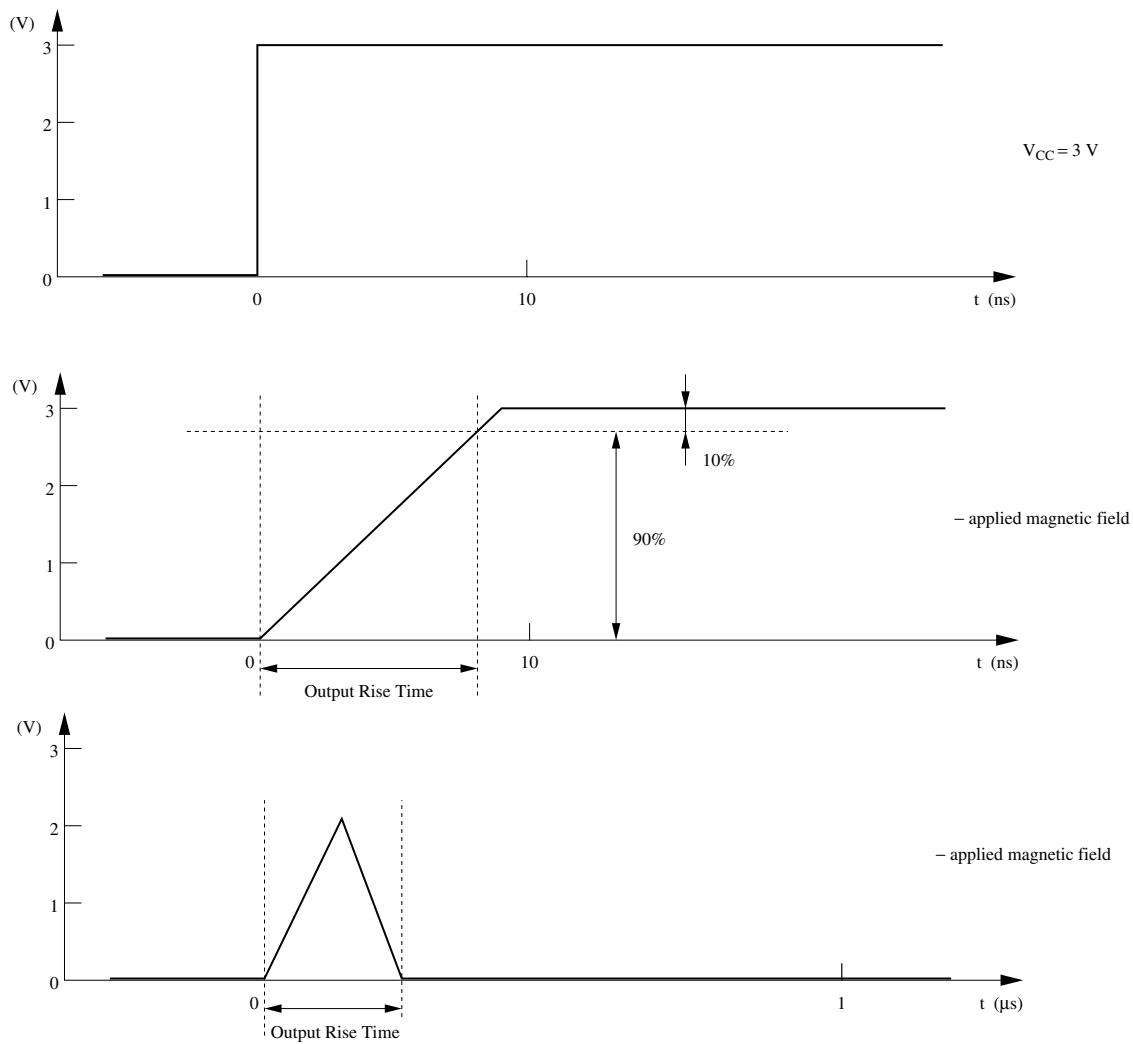 (V)
3
2
1
0
V_CC = 3 V
0
10
t (ns)
(V)
3
10%
2
– applied magnetic field
90%
1
0
0
10
t (ns)
Output Rise Time
(V)
3
2
– applied magnetic field
1
0
0
1
t (μs)
Output Rise Time